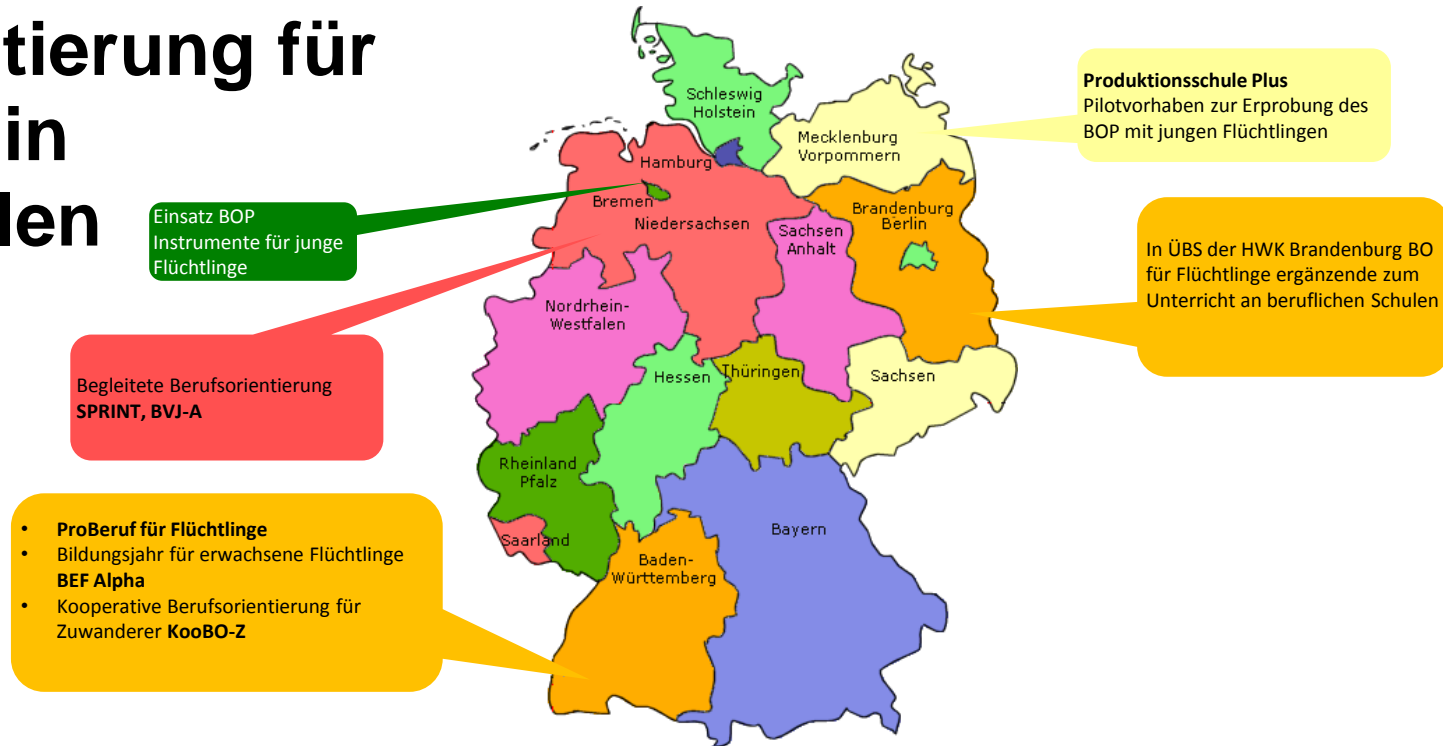 tierung für
in
len
Produktionsschule Plus
Pilotvorhaben zur Erprobung des
BOP mit jungen Flüchtlingen
Einsatz BOP
Instrumente für junge
Flüchtlinge
In ÜBS der HWK Brandenburg BO
für Flüchtlinge ergänzende zum
Unterricht an beruflichen Schulen
Begleitete Berufsorientierung
SPRINT, BVJ-A
• ProBeruf für Flüchtlinge
• Bildungsjahr für erwachsene Flüchtlinge
BEF Alpha
• Kooperative Berufsorientierung für
Zuwanderer KooBO-Z
Schleswig
Holstein
Mecklenburg
Vorpommern
Hamburg
Bremen
Niedersachsen
Sachsen
Anhalt
Brandenburg
Berlin
Nordrhein-
Westfalen
Hessen
Thüringen
Sachsen
Rheinland
Pfalz
Saarland
Baden-
Württemberg
Bayern